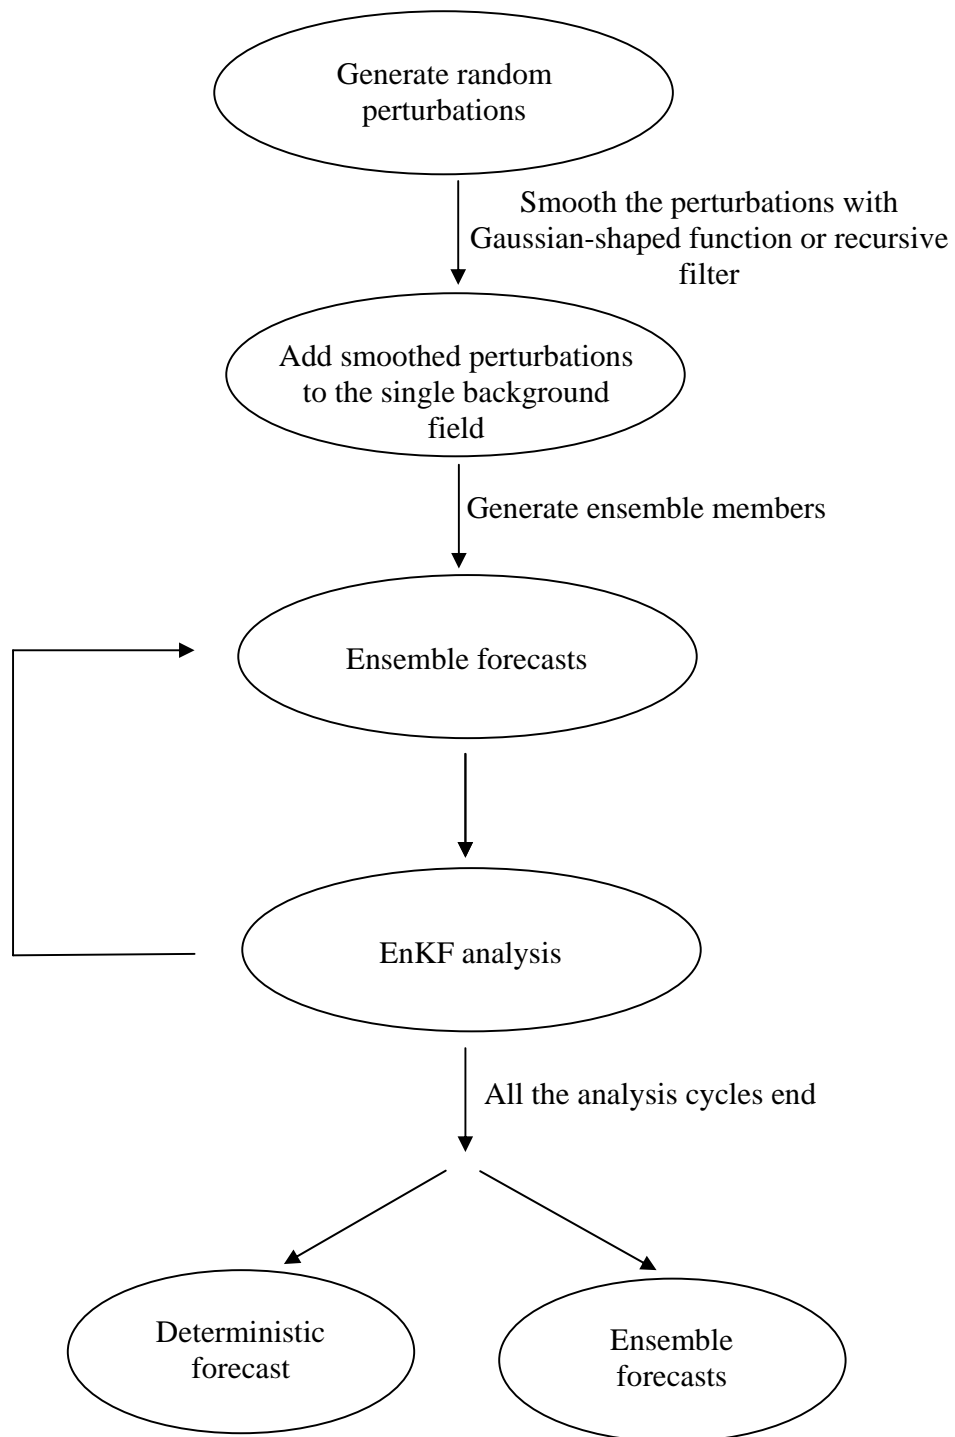 Generate random
perturbations
Smooth the perturbations with
Gaussian-shaped function or recursive
filter
Add smoothed perturbations
to the single background
field
Generate ensemble members
Ensemble forecasts
EnKF analysis
All the analysis cycles end
Deterministic
forecast
Ensemble
forecasts